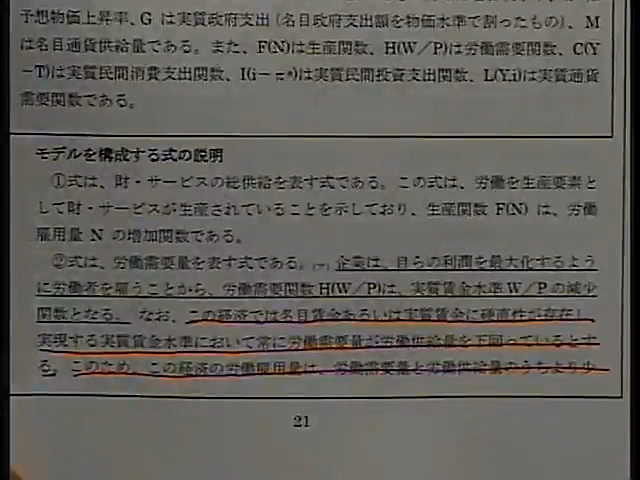 予想物価上昇率、G は実質政府支出（名目政府支出額を物価水準で割ったもの）、M
は名目通貨供給量である。また、F(N)は生産関数、H(W／P)は労働需要関数、C(Y
－T)は実質民間消費支出関数、I(i－π*)は実質民間投資支出関数、L(Y,i)は実質通貨
需要関数である。
モデルを構成する式の説明
①式は、財・サービスの総供給を表す式である。この式は、労働を生産要素と
して財・サービスが生産されていることを示しており、生産関数 F(N) は、労働
雇用量 N の増加関数である。
②式は、労働需要量を表す式である。(ア)企業は、自らの利潤を最大化するよう
に労働者を雇うことから、労働需要関数 H(W／P)は、実質賃金水準 W／P の減少
関数となる。なお、この経済では名目賃金あるいは実質賃金に硬直性が存在し、
実現する実質賃金水準において常に労働需要量が労働供給量を下回っているとす
る。このため、この経済の労働雇用量は、労働需要量と労働供給量のうちより少
21